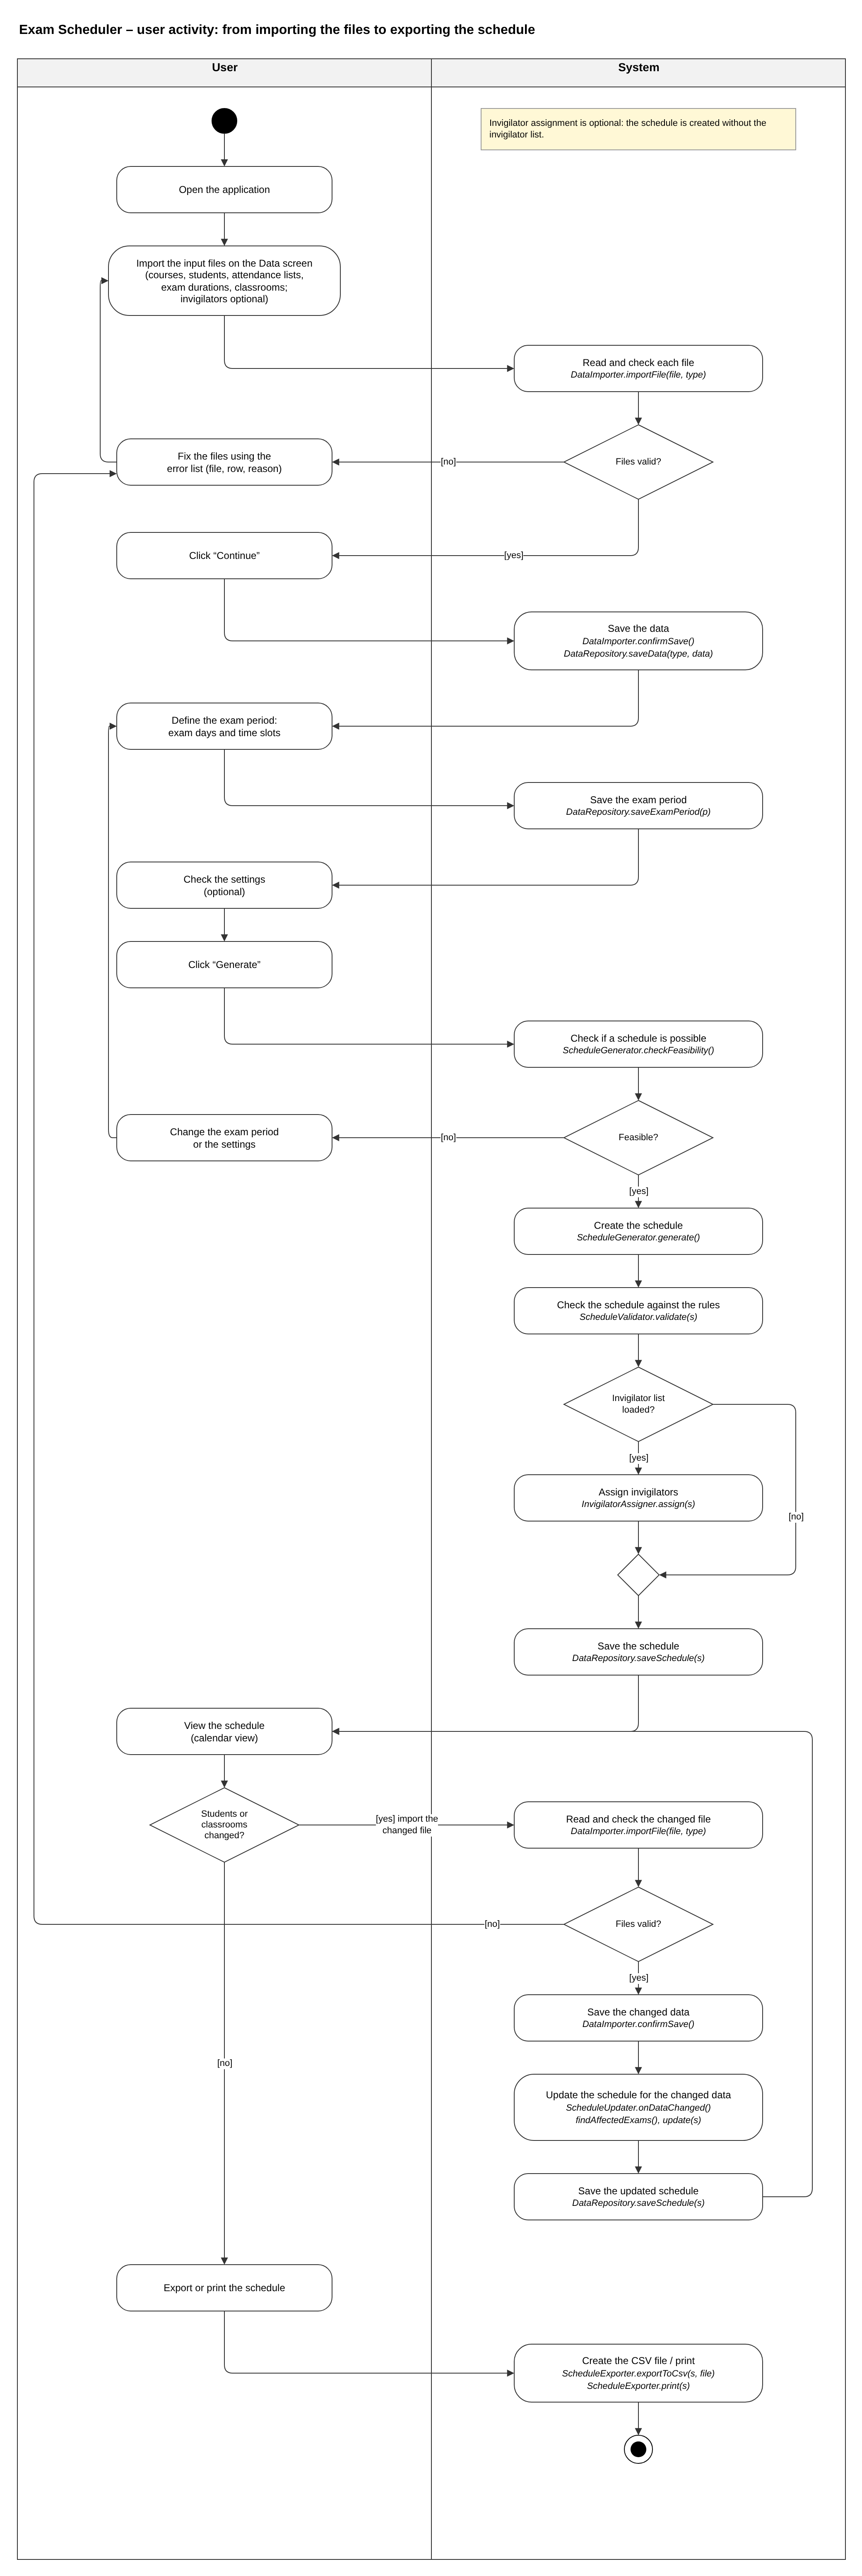 Exam Scheduler – user activity: from importing the files to exporting the schedule
User
System
Invigilator assignment is optional: the schedule is created without the
invigilator list.
Open the application
Import the input files on the Data screen
(courses, students, attendance lists,
exam durations, classrooms;
invigilators optional)
Read and check each file
DataImporter.importFile(file, type)
Files valid?
[no]
Fix the files using the
error list (file, row, reason)
[yes]
Click “Continue”
Save the data
DataImporter.confirmSave()
DataRepository.saveData(type, data)
Define the exam period:
exam days and time slots
Save the exam period
DataRepository.saveExamPeriod(p)
Check the settings
(optional)
Click “Generate”
Check if a schedule is possible
ScheduleGenerator.checkFeasibility()
Feasible?
[no]
Change the exam period
or the settings
[yes]
Create the schedule
ScheduleGenerator.generate()
Check the schedule against the rules
ScheduleValidator.validate(s)
Invigilator list
loaded?
[yes]
Assign invigilators
InvigilatorAssigner.assign(s)
[no]
Save the schedule
DataRepository.saveSchedule(s)
View the schedule
(calendar view)
Students or
classrooms
changed?
[yes] import the
changed file
Read and check the changed file
DataImporter.importFile(file, type)
Files valid?
[no]
[yes]
Save the changed data
DataImporter.confirmSave()
[no]
Update the schedule for the changed data
ScheduleUpdater.onDataChanged()
findAffectedExams(), update(s)
Save the updated schedule
DataRepository.saveSchedule(s)
Export or print the schedule
Create the CSV file / print
ScheduleExporter.exportToCsv(s, file)
ScheduleExporter.print(s)